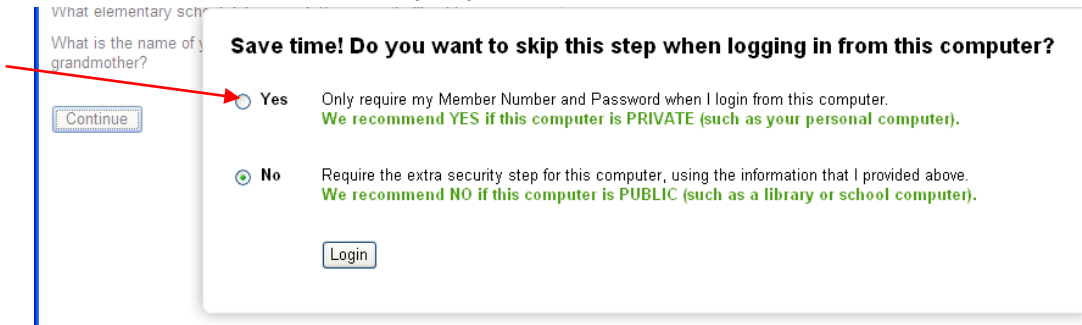 What elementary
What is the name of
grandmother?
Continue
Save time! Do you want to skip this step when logging in from this computer?
Yes Only require my Member Number and Password when I login from this computer.
We recommend YES if this computer is PRIVATE (such as your personal computer).
No Require the extra security step for this computer, using the information that I provided above.
We recommend NO if this computer is PUBLIC (such as a library or school computer).
Login